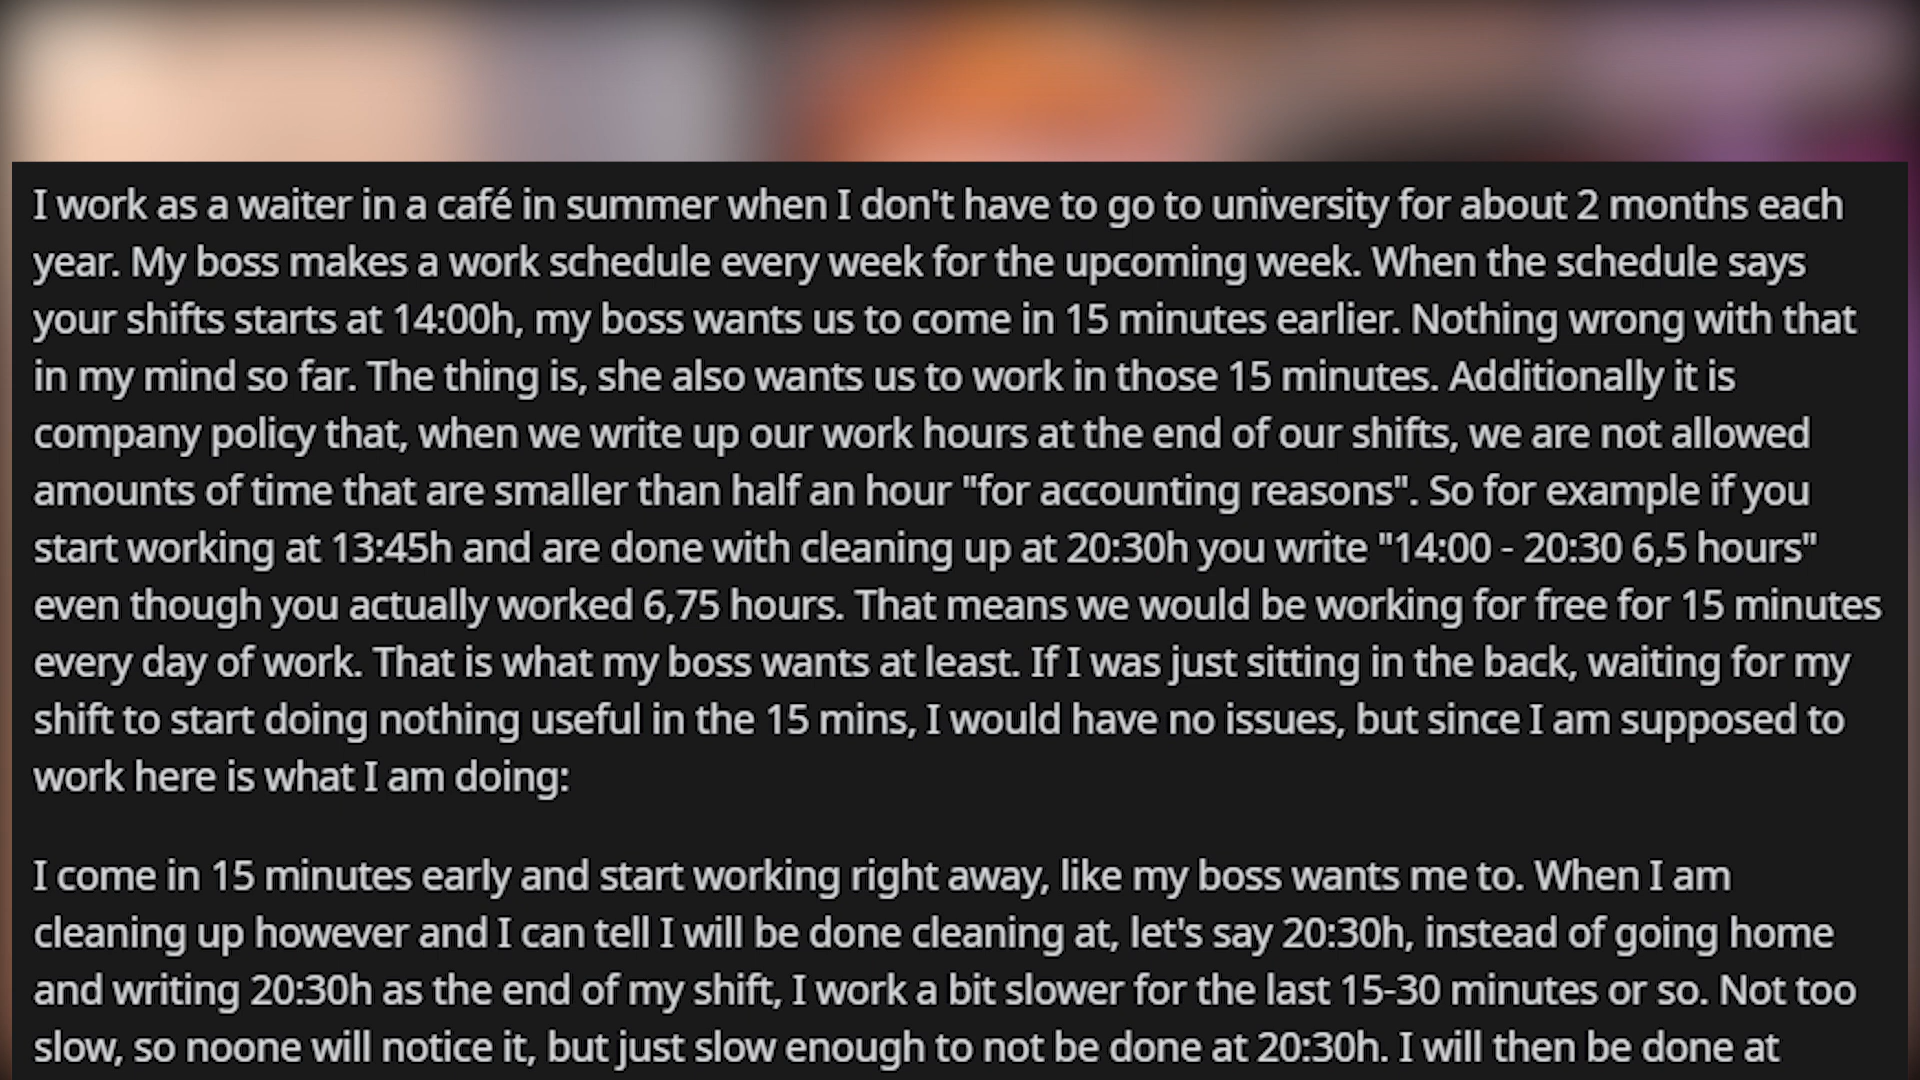 I work as a waiter in a café in summer when I don't have to go to university for about 2 months each
year. My boss makes a work schedule every week for the upcoming week. When the schedule says
your shifts starts at 14:00h, my boss wants us to come in 15 minutes earlier. Nothing wrong with that
in my mind so far. The thing is, she also wants us to work in those 15 minutes. Additionally it is
company policy that, when we write up our work hours at the end of our shifts, we are not allowed
amounts of time that are smaller than half an hour "for accounting reasons". So for example if you
start working at 13:45h and are done with cleaning up at 20:30h you write "14:00 - 20:30 6,5 hours"
even though you actually worked 6,75 hours. That means we would be working for free for 15 minutes
every day of work. That is what my boss wants at least. If I was just sitting in the back, waiting for my
shift to start doing nothing useful in the 15 mins, I would have no issues, but since I am supposed to
work here is what I am doing:
I come in 15 minutes early and start working right away, like my boss wants me to. When I am
cleaning up however and I can tell I will be done cleaning at, let's say 20:30h, instead of going home
and writing 20:30h as the end of my shift, I work a bit slower for the last 15-30 minutes or so. Not too
slow, so noone will notice it, but just slow enough to not be done at 20:30h. I will then be done at